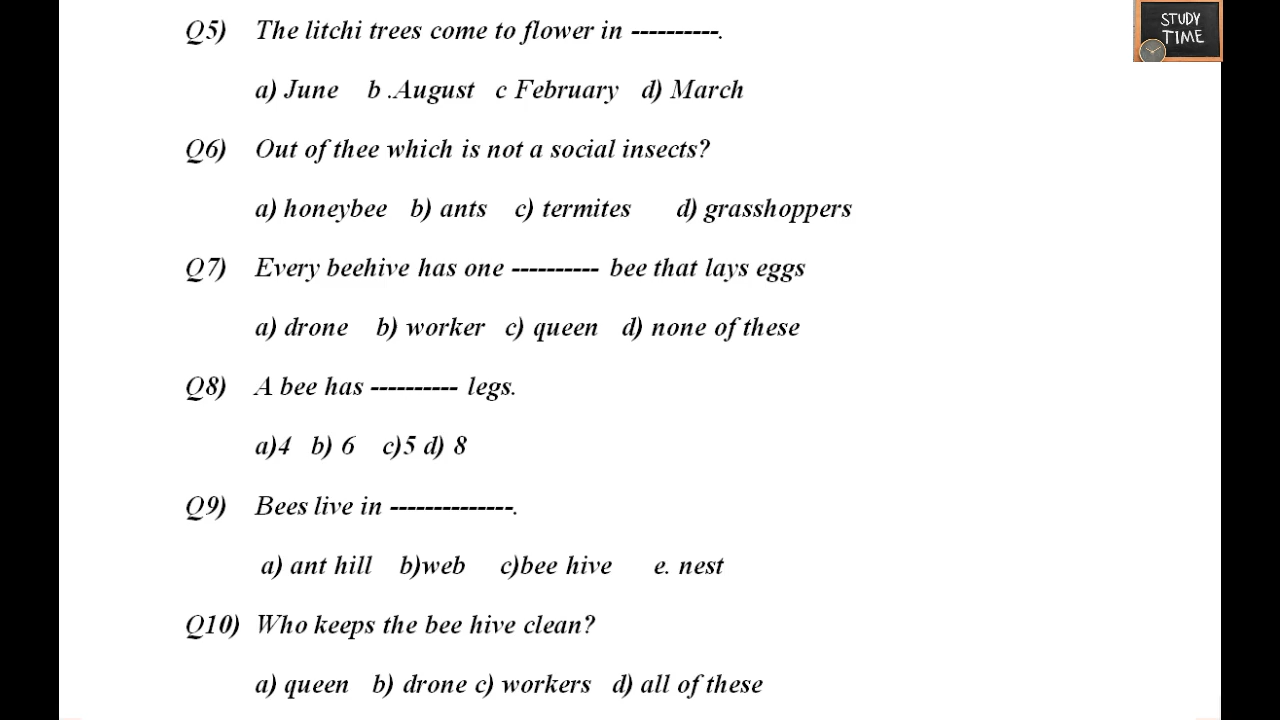 STUDY
TIME
Q5) The litchi trees come to flower in ----------.
a) June b .August c February d) March
Q6) Out of thee which is not a social insects?
a) honeybee b) ants c) termites d) grasshoppers
Q7) Every beehive has one ---------- bee that lays eggs
a) drone b) worker c) queen d) none of these
Q8) A bee has ---------- legs.
a)4 b) 6 c)5 d) 8
Q9) Bees live in --------------.
a) ant hill b)web c)bee hive e. nest
Q10) Who keeps the bee hive clean?
a) queen b) drone c) workers d) all of these